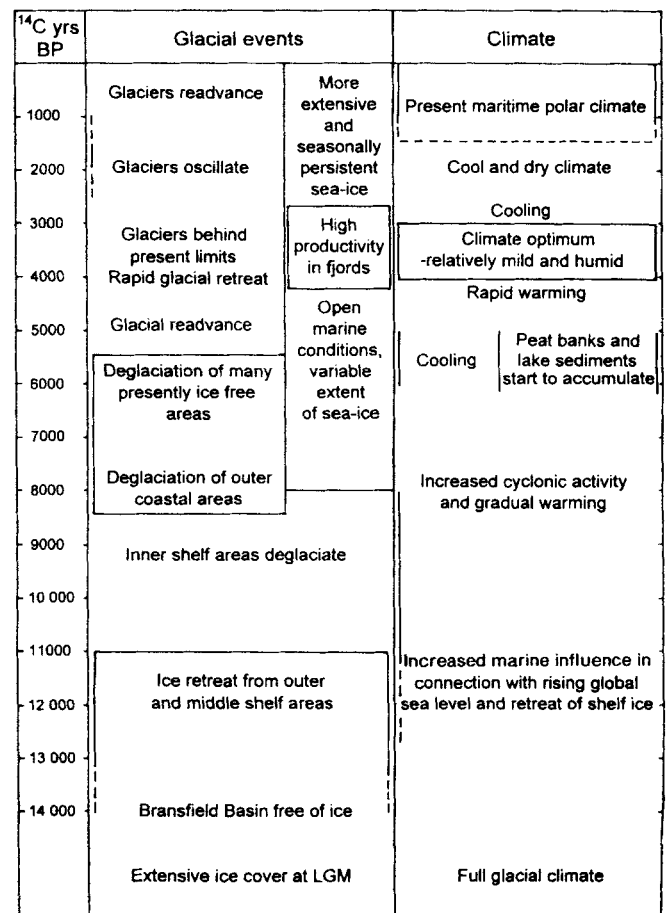 ¹⁴C yrs
BP
Glacial events
Climate
1000
2000
3000
4000
5000
6000
7000
8000
9000
10 000
11000
12 000
13 000
14 000
Glaciers readvance
Glaciers oscillate
Glaciers behind
present limits
Rapid glacial retreat
Glacial readvance
Deglaciation of many
presently ice free
areas
Deglaciation of outer
coastal areas
More
extensive
and
seasonally
persistent
sea-ice
High
productivity
in fjords
Open
marine
conditions,
variable
extent
of sea-ice
Inner shelf areas deglaciate
Ice retreat from outer
and middle shelf areas
Bransfield Basin free of ice
Extensive ice cover at LGM
Present maritime polar climate
Cool and dry climate
Cooling
Climate optimum
-relatively mild and humid
Rapid warming
Cooling
Peat banks and
lake sediments
start to accumulate
Increased cyclonic activity
and gradual warming
Increased marine influence in
connection with rising global
sea level and retreat of shelf ice
Full glacial climate